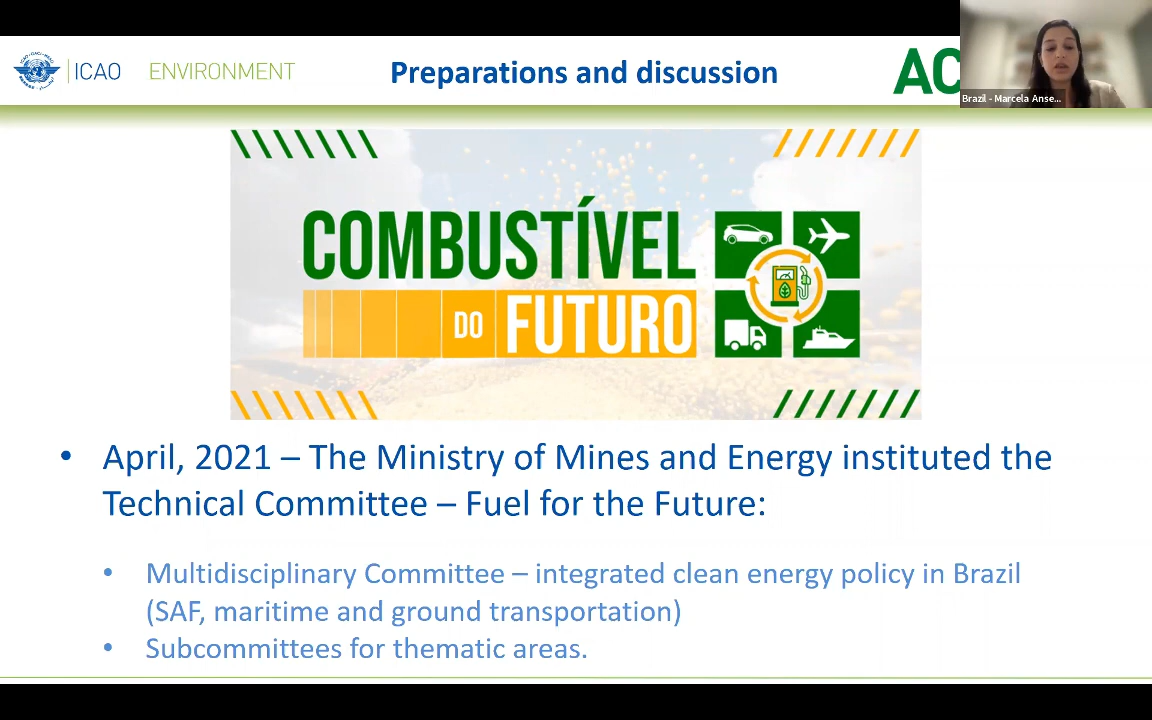 ICAO ENVIRONMENT
Preparations and discussion
AC
Brazil - Marcela Anse...
COMBUSTÍVEL
DO FUTURO
• April, 2021 – The Ministry of Mines and Energy instituted the
Technical Committee – Fuel for the Future:
• Multidisciplinary Committee – integrated clean energy policy in Brazil
(SAF, maritime and ground transportation)
• Subcommittees for thematic areas.